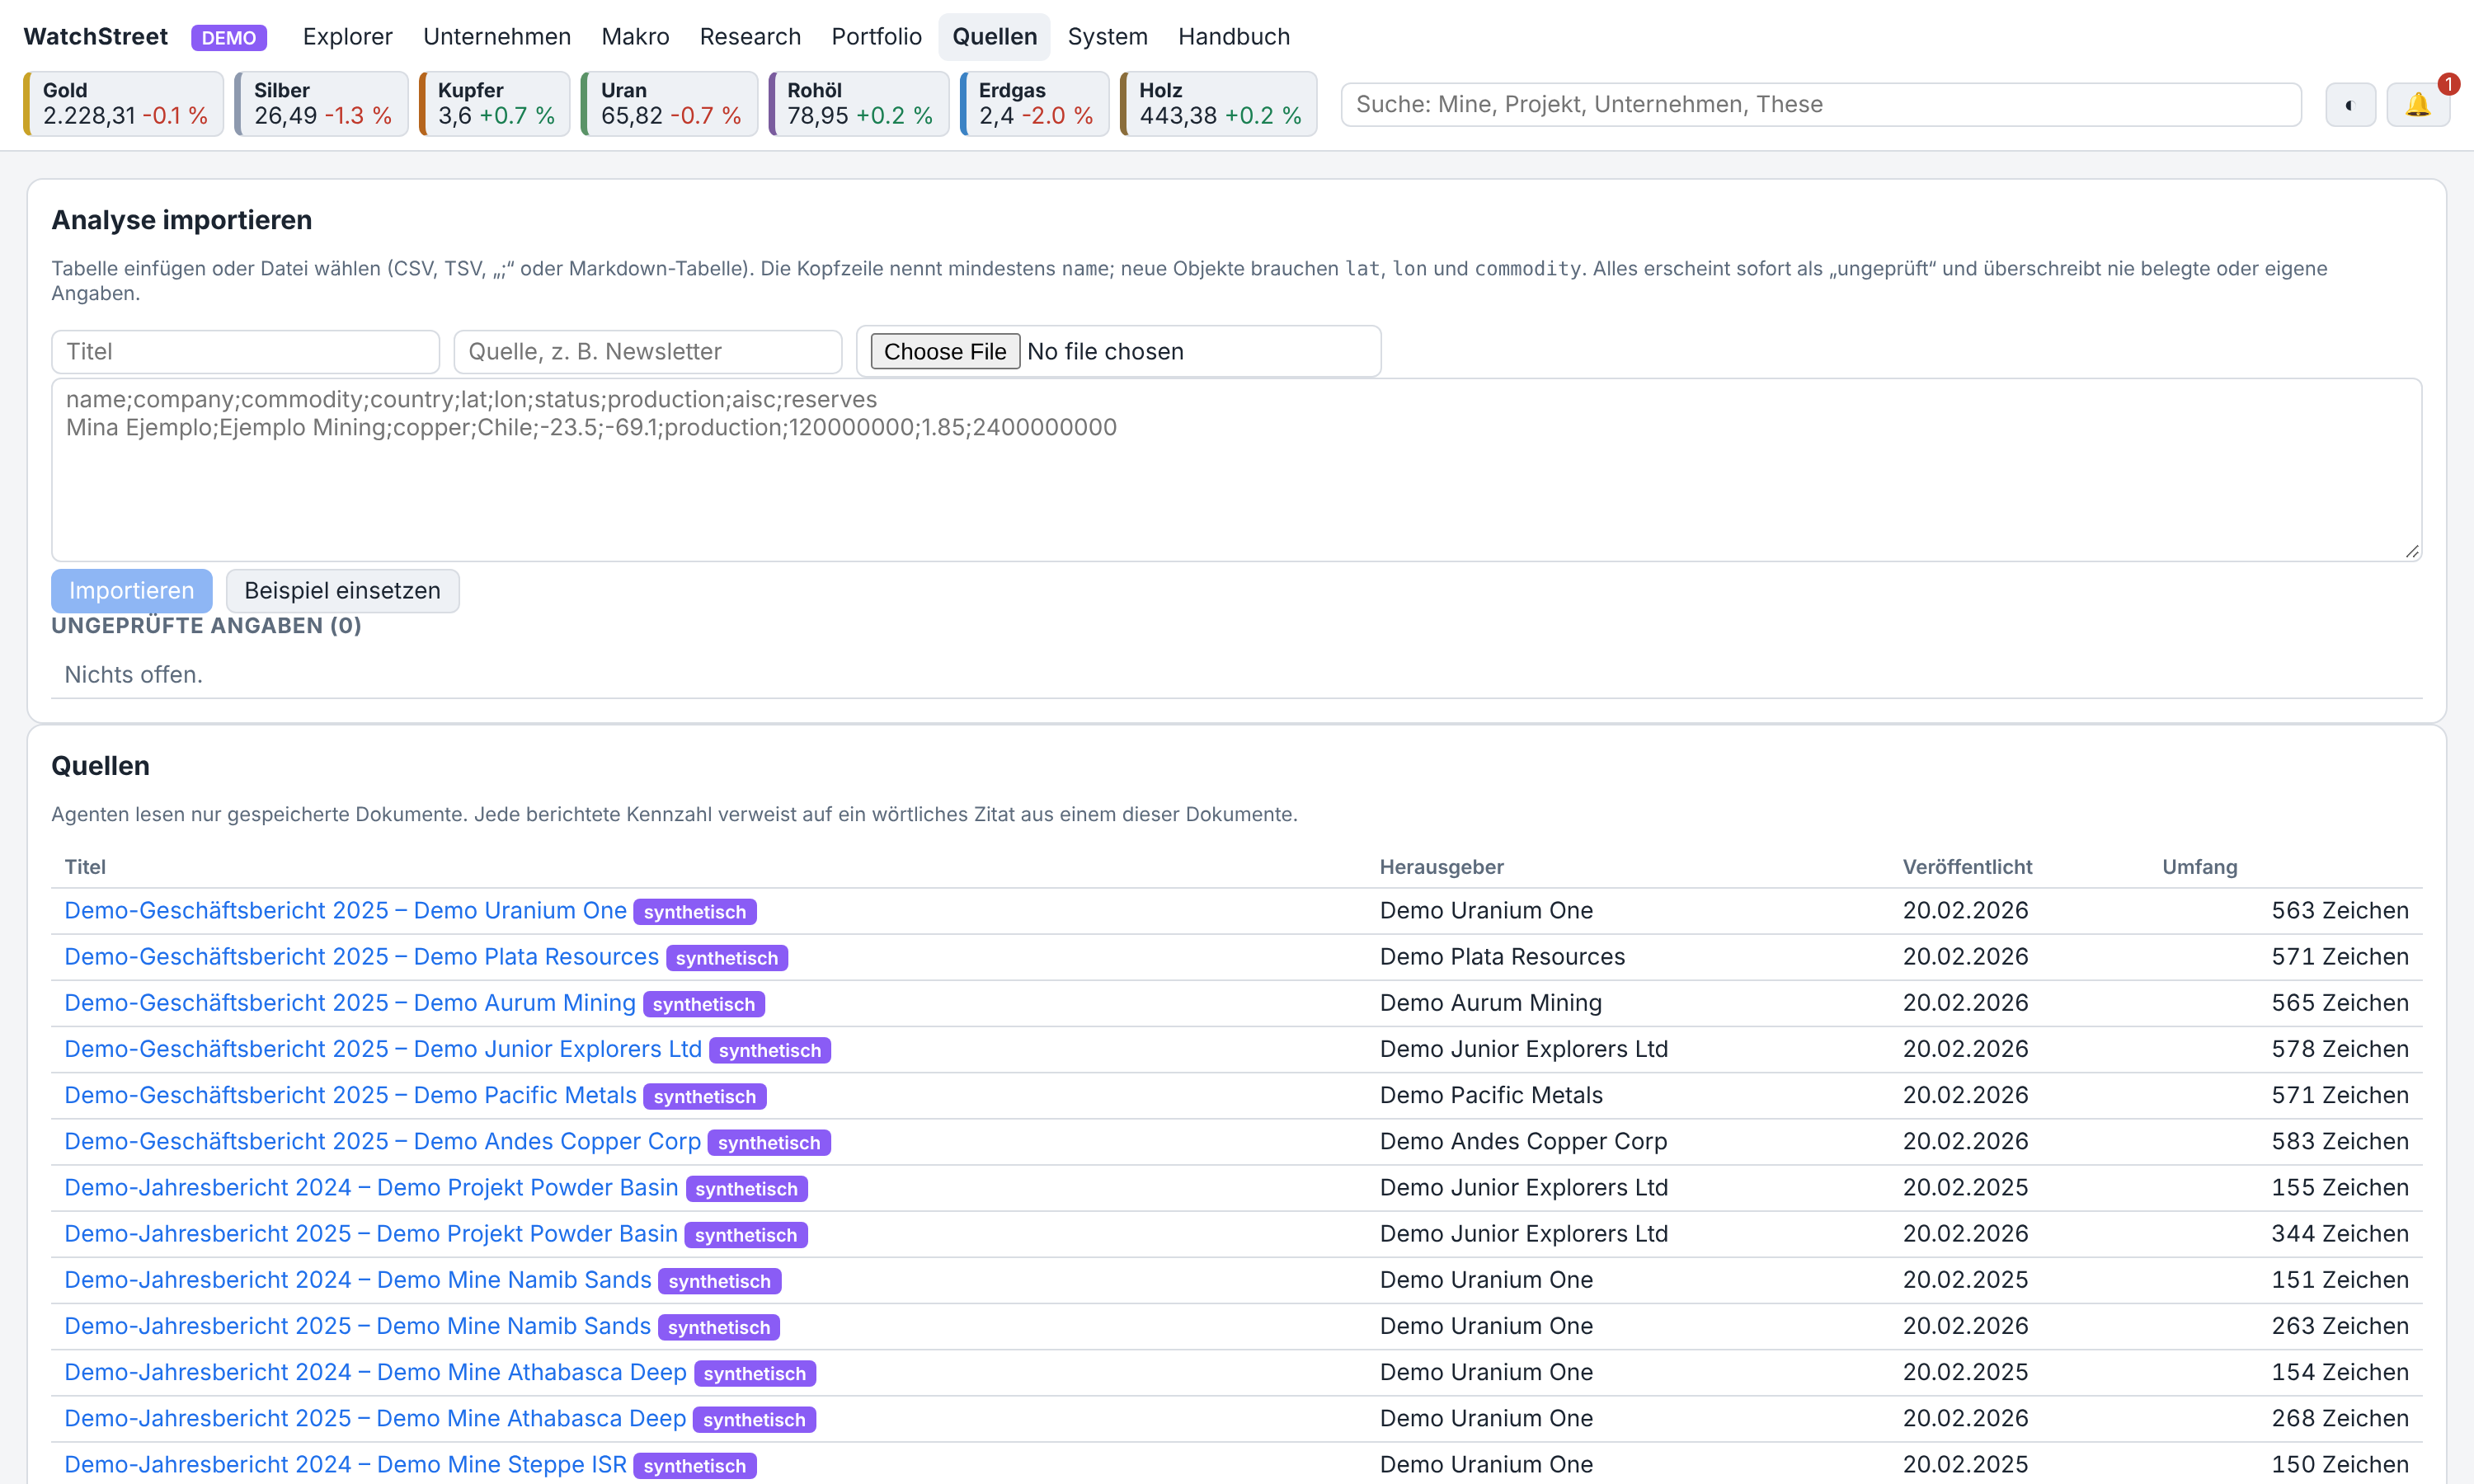 WatchStreet DEMO Explorer Unternehmen Makro Research Portfolio Quellen System Handbuch
Gold 2.228,31 -0.1 %
Silber 26,49 -1.3 %
Kupfer 3,6 +0.7 %
Uran 65,82 -0.7 %
Rohöl 78,95 +0.2 %
Erdgas 2,4 -2.0 %
Holz 443,38 +0.2 %
Suche: Mine, Projekt, Unternehmen, These
1
Analyse importieren
Tabelle einfügen oder Datei wählen (CSV, TSV, „;“ oder Markdown-Tabelle). Die Kopfzeile nennt mindestens name; neue Objekte brauchen lat, lon und commodity. Alles erscheint sofort als „ungeprüft“ und überschreibt nie belegte oder eigene
Angaben.
Titel
Quelle, z. B. Newsletter
Choose File No file chosen
name;company;commodity;country;lat;lon;status;production;aisc;reserves
Mina Ejemplo;Ejemplo Mining;copper;Chile;-23.5;-69.1;production;120000000;1.85;2400000000
Importieren Beispiel einsetzen
UNGEPRÜFTE ANGABEN (0)
Nichts offen.
Quellen
Agenten lesen nur gespeicherte Dokumente. Jede berichtete Kennzahl verweist auf ein wörtliches Zitat aus einem dieser Dokumente.
Titel Herausgeber Veröffentlicht Umfang
Demo-Geschäftsbericht 2025 – Demo Uranium One synthetisch Demo Uranium One 20.02.2026 563 Zeichen
Demo-Geschäftsbericht 2025 – Demo Plata Resources synthetisch Demo Plata Resources 20.02.2026 571 Zeichen
Demo-Geschäftsbericht 2025 – Demo Aurum Mining synthetisch Demo Aurum Mining 20.02.2026 565 Zeichen
Demo-Geschäftsbericht 2025 – Demo Junior Explorers Ltd synthetisch Demo Junior Explorers Ltd 20.02.2026 578 Zeichen
Demo-Geschäftsbericht 2025 – Demo Pacific Metals synthetisch Demo Pacific Metals 20.02.2026 571 Zeichen
Demo-Geschäftsbericht 2025 – Demo Andes Copper Corp synthetisch Demo Andes Copper Corp 20.02.2026 583 Zeichen
Demo-Jahresbericht 2024 – Demo Projekt Powder Basin synthetisch Demo Junior Explorers Ltd 20.02.2025 155 Zeichen
Demo-Jahresbericht 2025 – Demo Projekt Powder Basin synthetisch Demo Junior Explorers Ltd 20.02.2026 344 Zeichen
Demo-Jahresbericht 2024 – Demo Mine Namib Sands synthetisch Demo Uranium One 20.02.2025 151 Zeichen
Demo-Jahresbericht 2025 – Demo Mine Namib Sands synthetisch Demo Uranium One 20.02.2026 263 Zeichen
Demo-Jahresbericht 2024 – Demo Mine Athabasca Deep synthetisch Demo Uranium One 20.02.2025 154 Zeichen
Demo-Jahresbericht 2025 – Demo Mine Athabasca Deep synthetisch Demo Uranium One 20.02.2026 268 Zeichen
Demo-Jahresbericht 2024 – Demo Mine Steppe ISR synthetisch Demo Uranium One 20.02.2025 150 Zeichen